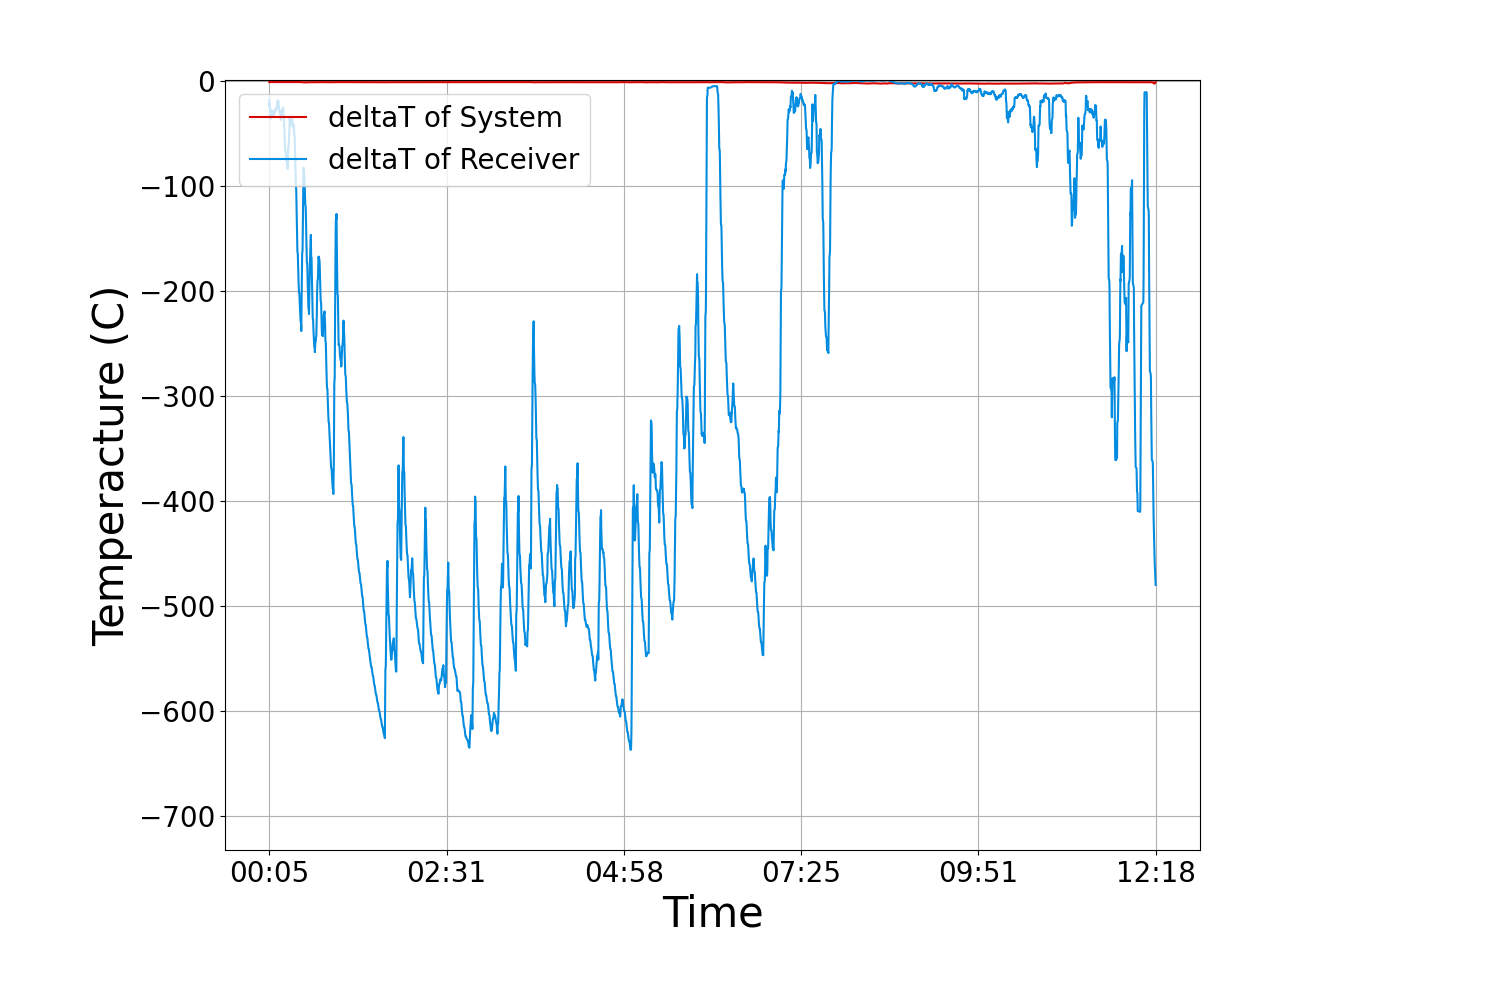 0
−100
−200
−300
−400
−500
−600
−700
Temperacture (C)
deltaT of System
deltaT of Receiver
00:05 02:31 04:58 07:25 09:51 12:18
Time